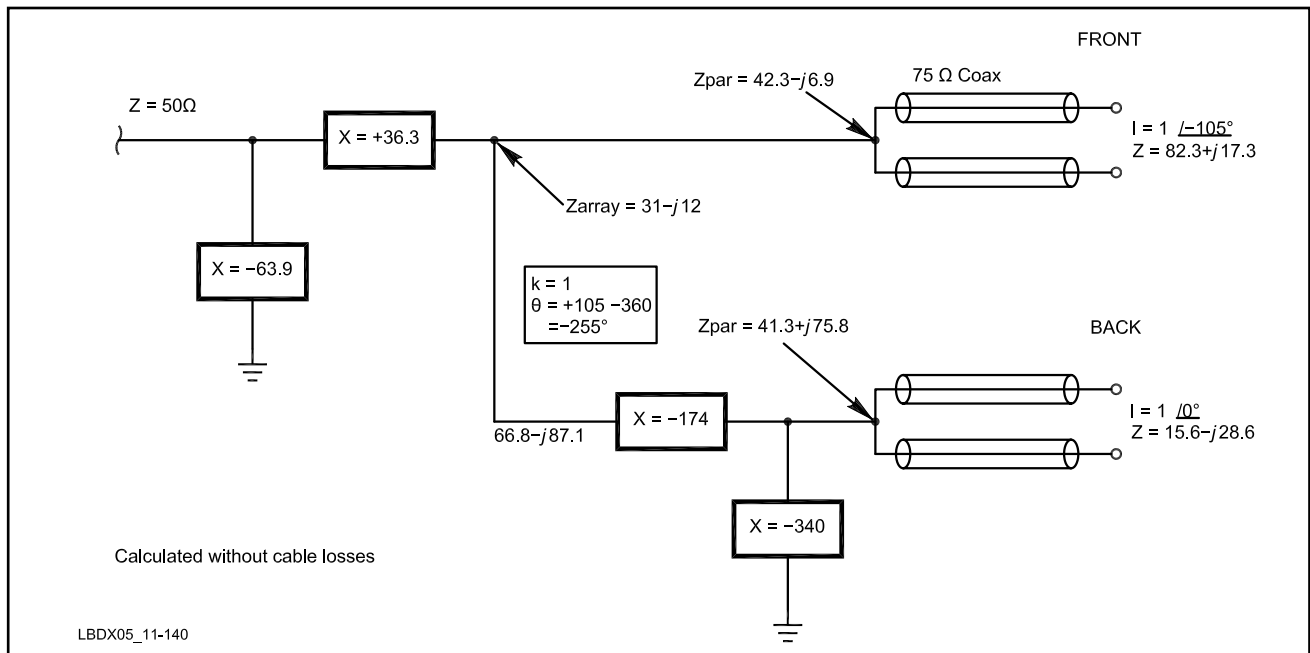 FRONT
Zpar = 42.3−j6.9
75 Ω Coax
Z = 50Ω
X = +36.3
I = 1 /−105°
Z = 82.3+j17.3
Zarray = 31−j12
X = −63.9
k = 1
θ = +105 −360
=−255°
Zpar = 41.3+j75.8
BACK
X = −174
66.8−j87.1
I = 1 /0°
Z = 15.6−j28.6
X = −340
Calculated without cable losses
LBDX05_11-140